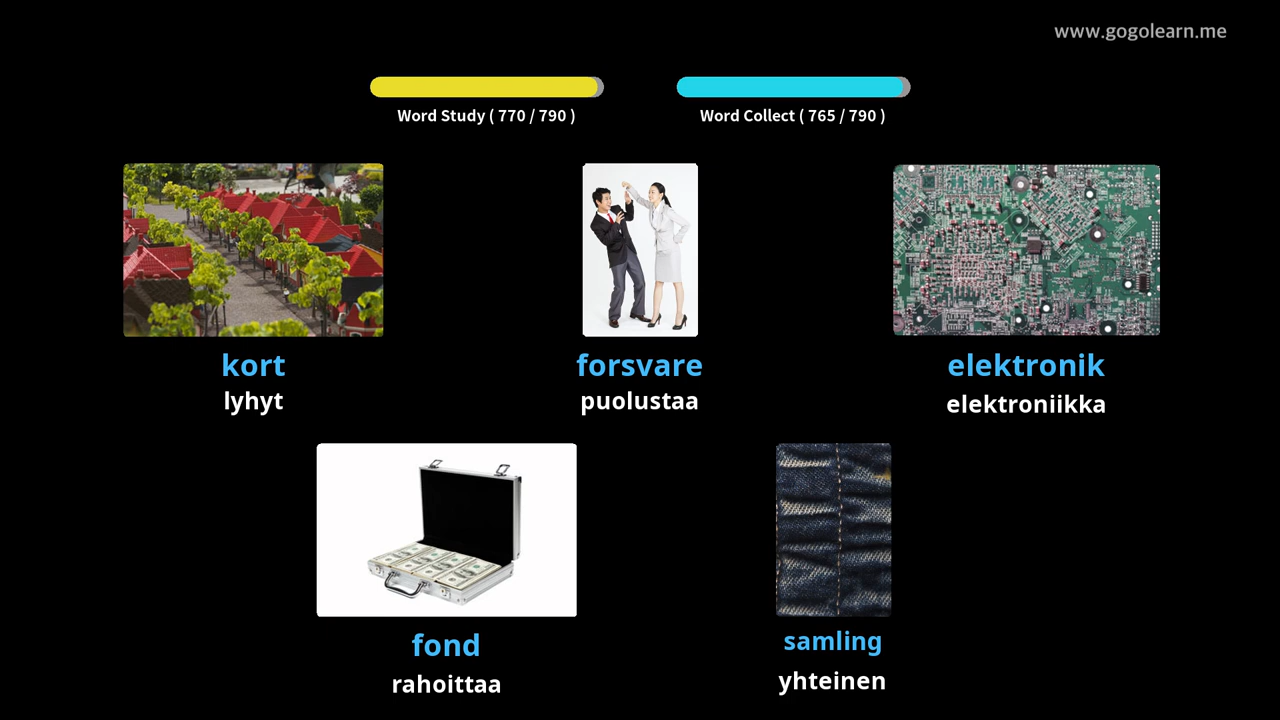 www.gogolearn.me
Word Study ( 770 / 790 )
Word Collect ( 765 / 790 )
kort
lyhyt
forsvare
puolustaa
elektronik
elektroniikka
fond
rahoittaa
samling
yhteinen